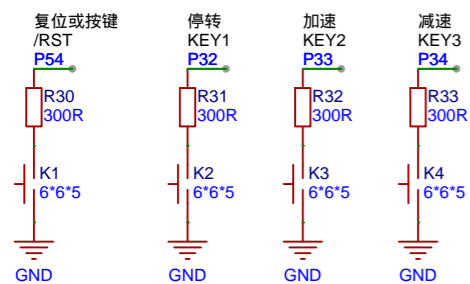 复位或按键
/RST
P54
R30
300R
K1
6*6*5
GND
停转
KEY1
P32
R31
300R
K2
6*6*5
GND
加速
KEY2
P33
R32
300R
K3
6*6*5
GND
减速
KEY3
P34
R33
300R
K4
6*6*5
GND